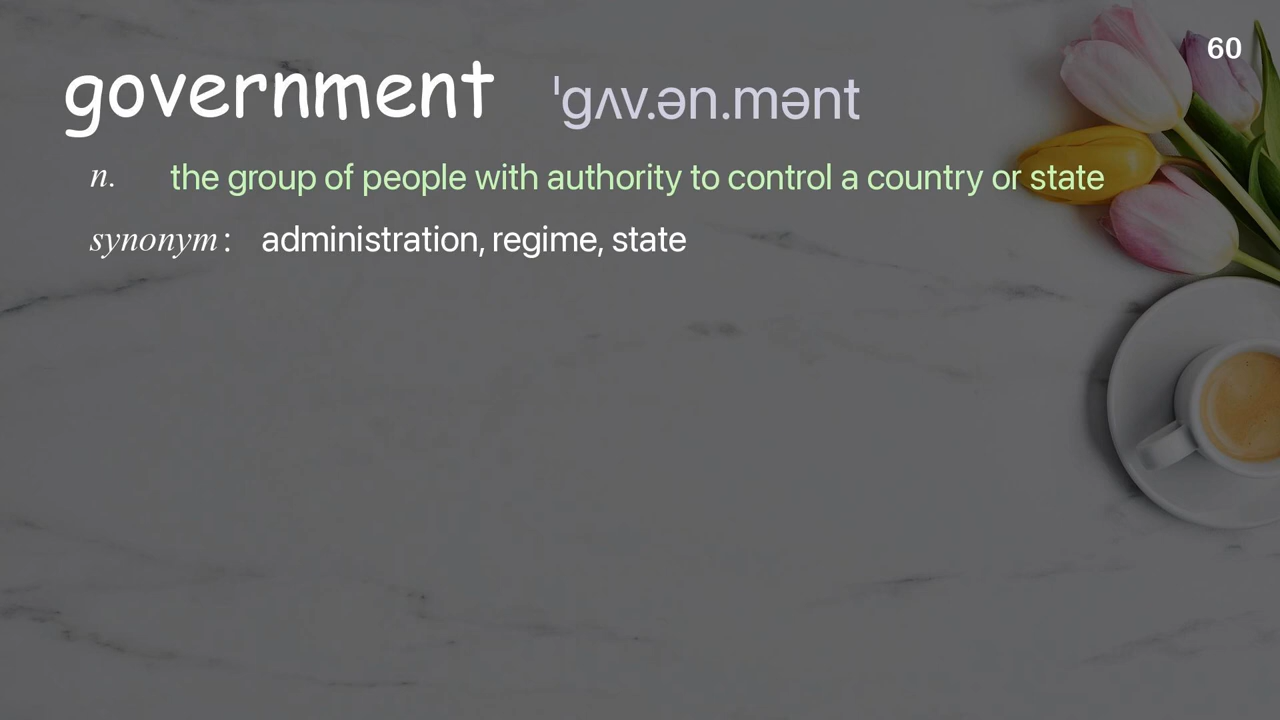 60
government ˈgʌv.ən.mənt
n. the group of people with authority to control a country or state
synonym: administration, regime, state